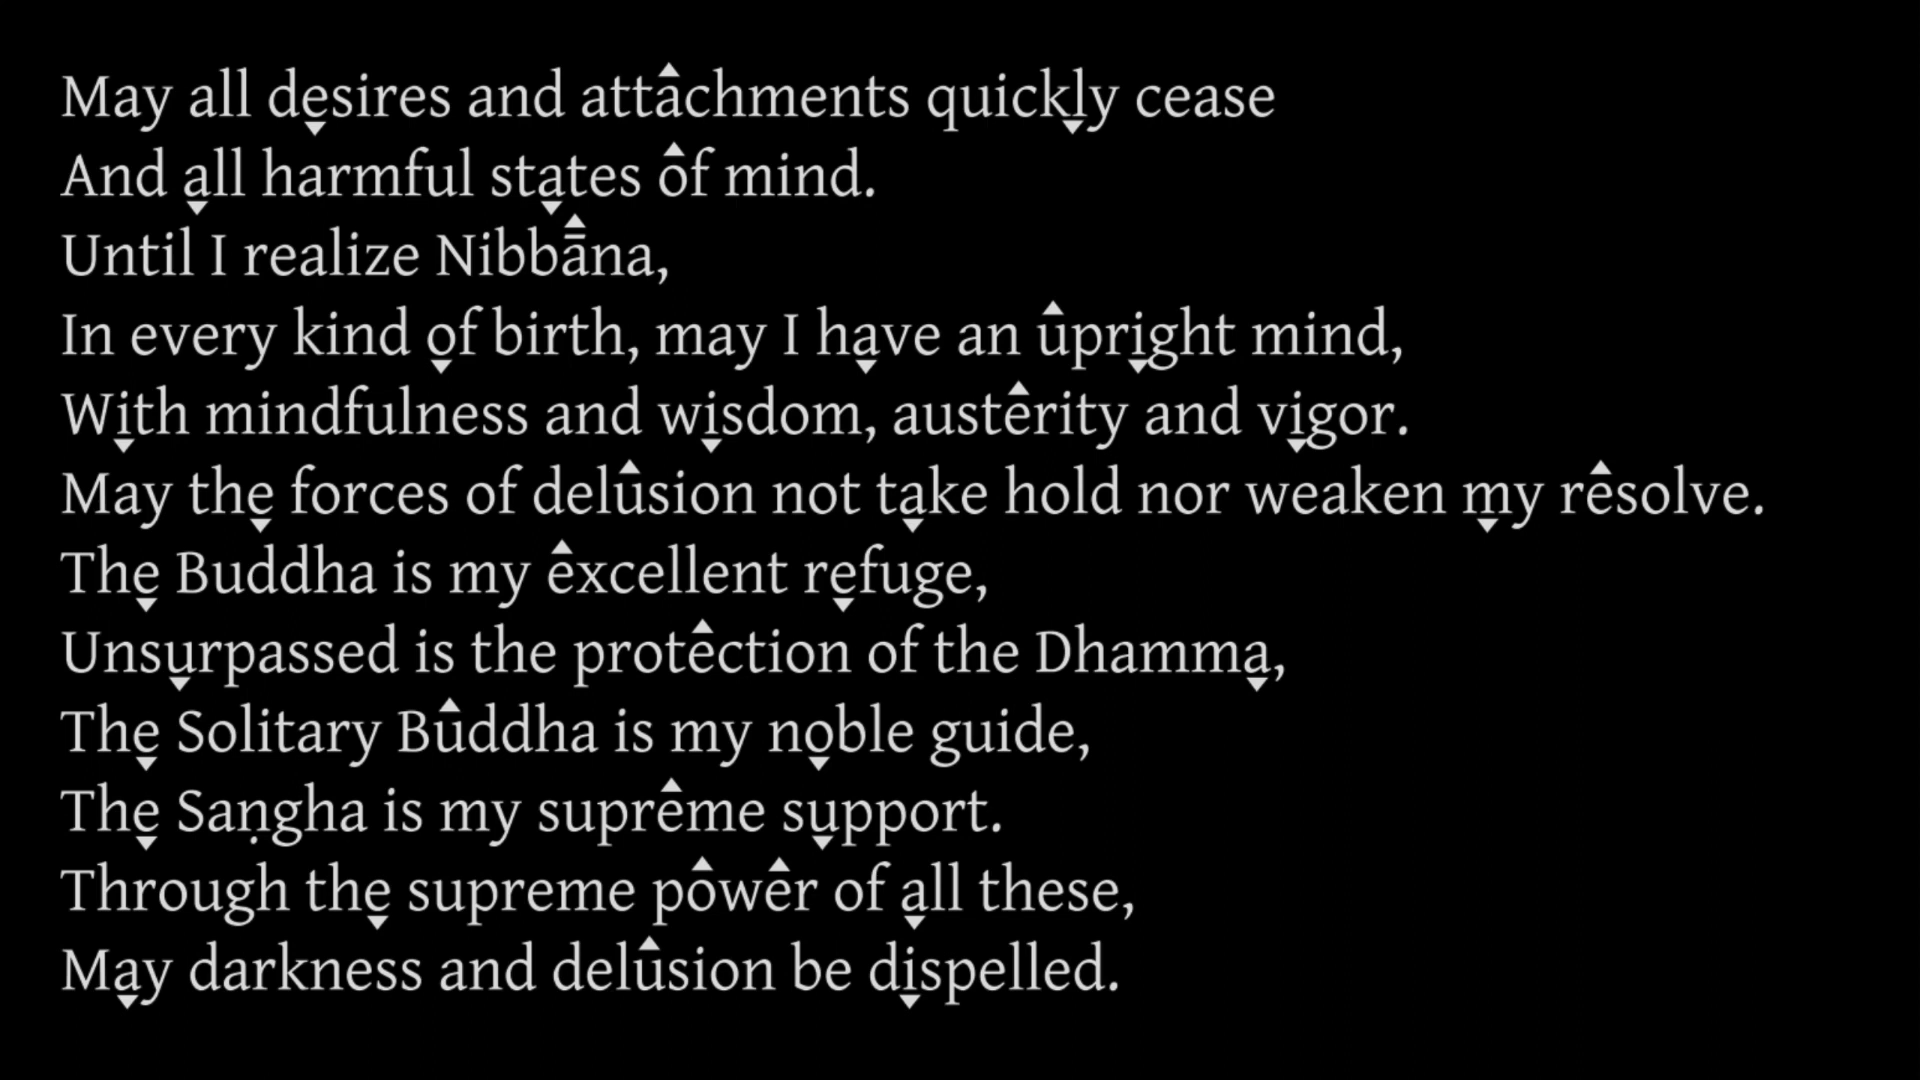 May all desires and attachments quickly cease
And all harmful states of mind.
Until I realize Nibbāna,
In every kind of birth, may I have an upright mind,
With mindfulness and wisdom, austerity and vigor.
May the forces of delusion not take hold nor weaken my resolve.
The Buddha is my excellent refuge,
Unsurpassed is the protection of the Dhamma,
The Solitary Buddha is my noble guide,
The Saṇgha is my supreme support.
Through the supreme power of all these,
May darkness and delusion be dispelled.